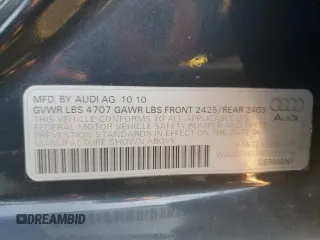 MFD. BY AUDI AG 10 10
GVWR LBS 4707 GAWR LBS FRONT 2425/REAR 2403
THIS VEHICLE CONFORMS TO ALL APPLICABLE
FEDERAL MOTOR VEHICLE SAFETY BUMPER AND THEFT
PREVENTION STANDARDS IN EFFECT ON THE DATE OF
MANUFACTURE SHOWN ABOVE
Audi
GERMANY
DREAMBID